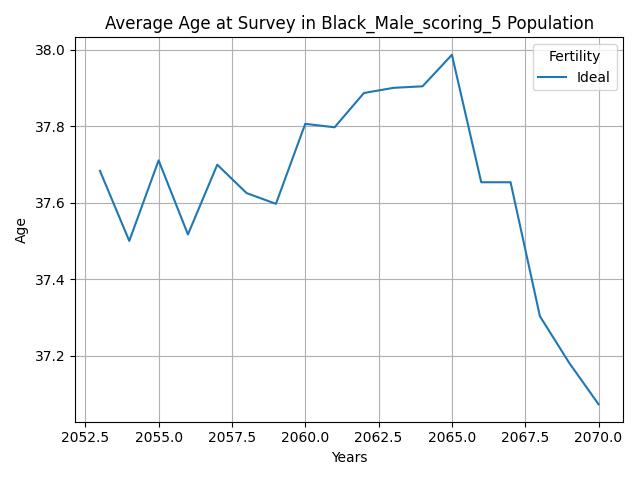 Average Age at Survey in Black_Male_scoring_5 Population
Fertility
Ideal
38.0
37.8
37.6
37.4
37.2
Age
2052.5 2055.0 2057.5 2060.0 2062.5 2065.0 2067.5 2070.0
Years